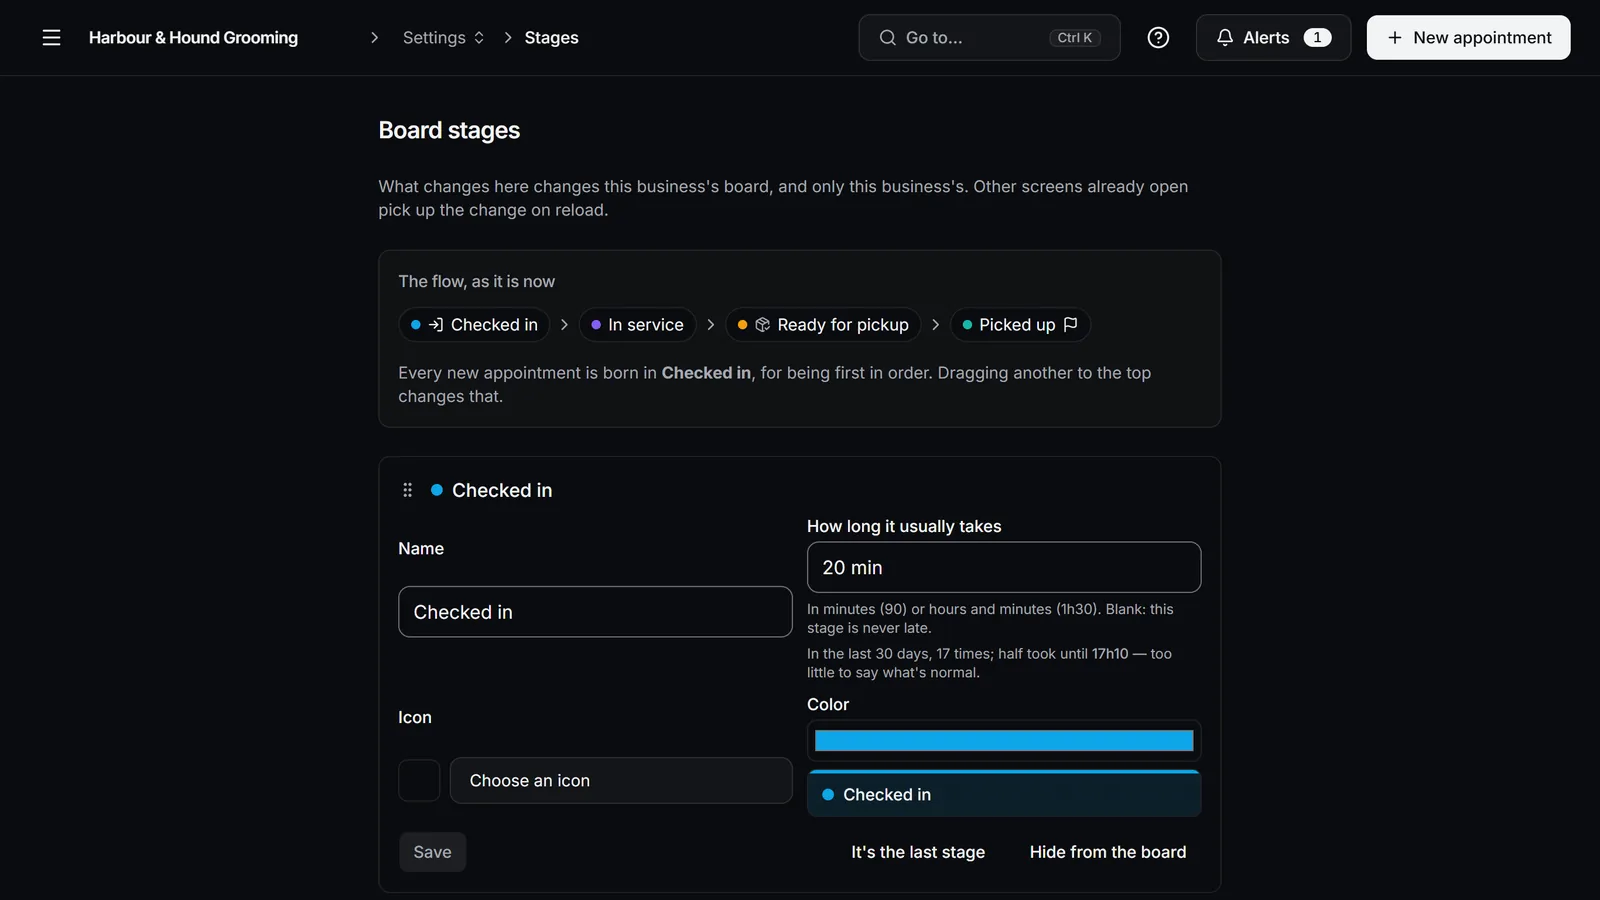 Harbour & Hound Grooming
Settings
Stages
Go to...
Ctrl K
Alerts
1
New appointment
Board stages
What changes here changes this business's board, and only this business's. Other screens already open
pick up the change on reload.
The flow, as it is now
Checked in
In service
Ready for pickup
Picked up
Every new appointment is born in Checked in, for being first in order. Dragging another to the top
changes that.
Checked in
Name
Checked in
How long it usually takes
20 min
In minutes (90) or hours and minutes (1h30). Blank: this
stage is never late.
In the last 30 days, 17 times; half took until 17h10 — too
little to say what's normal.
Icon
Choose an icon
Color
Checked in
Save
It's the last stage
Hide from the board